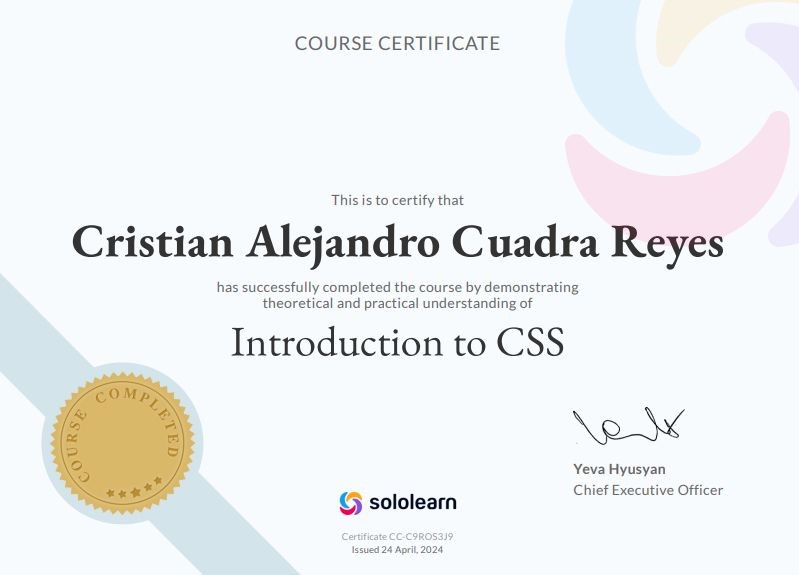 COURSE CERTIFICATE
This is to certify that
Cristian Alejandro Cuadra Reyes
has successfully completed the course by demonstrating
theoretical and practical understanding of
Introduction to CSS
COURSE COMPLETED
Yeva Hyusyan
Chief Executive Officer
sololearn
Certificate CC-C9ROS3J9
Issued 24 April, 2024